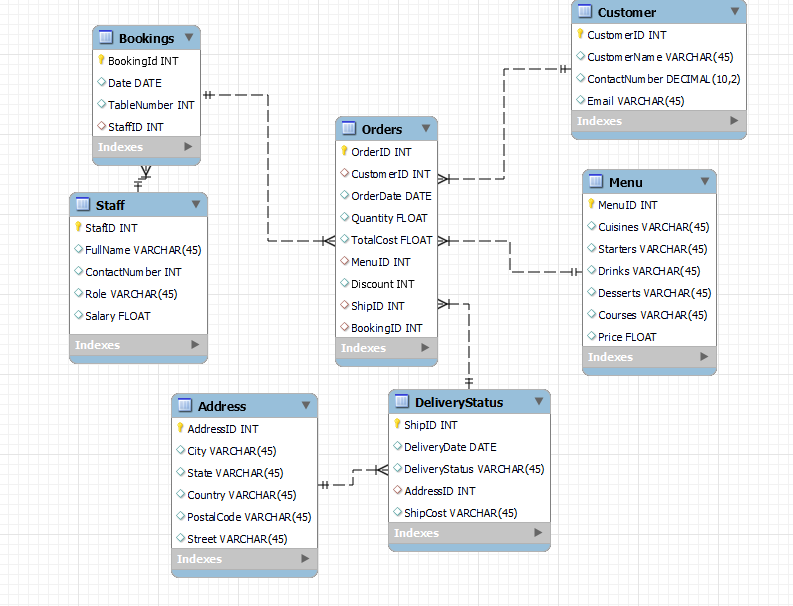 Bookings
BookingId INT
Date DATE
TableNumber INT
StaffID INT
Indexes
Customer
CustomerID INT
CustomerName VARCHAR(45)
ContactNumber DECIMAL(10,2)
Email VARCHAR(45)
Indexes
Orders
OrderID INT
CustomerID INT
OrderDate DATE
Quantity FLOAT
TotalCost FLOAT
MenuID INT
Discount INT
ShipID INT
BookingID INT
Indexes
Menu
MenuID INT
Cuisines VARCHAR(45)
Starters VARCHAR(45)
Drinks VARCHAR(45)
Desserts VARCHAR(45)
Courses VARCHAR(45)
Price FLOAT
Indexes
Staff
StafID INT
FullName VARCHAR(45)
ContactNumber INT
Role VARCHAR(45)
Salary FLOAT
Indexes
Address
AddressID INT
City VARCHAR(45)
State VARCHAR(45)
Country VARCHAR(45)
PostalCode VARCHAR(45)
Street VARCHAR(45)
Indexes
DeliveryStatus
ShipID INT
DeliveryDate DATE
DeliveryStatus VARCHAR(45)
AddressID INT
ShipCost VARCHAR(45)
Indexes